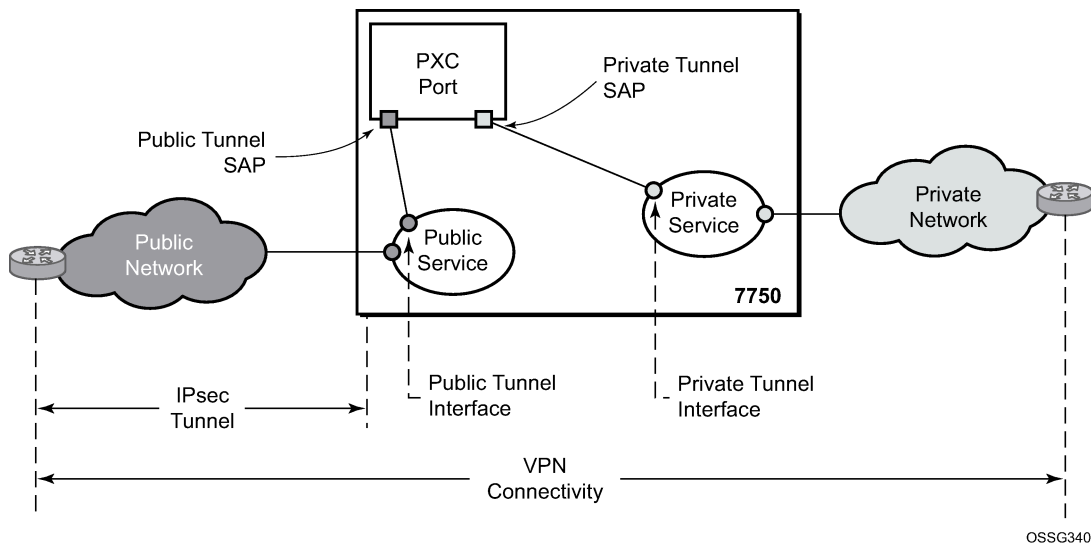 PXC
Port
Private Tunnel
SAP
Public Tunnel
SAP
Public
Network
Public
Service
Private
Service
Private
Network
7750
Public Tunnel
Interface
Private Tunnel
Interface
IPsec
Tunnel
VPN
Connectivity
OSSG340